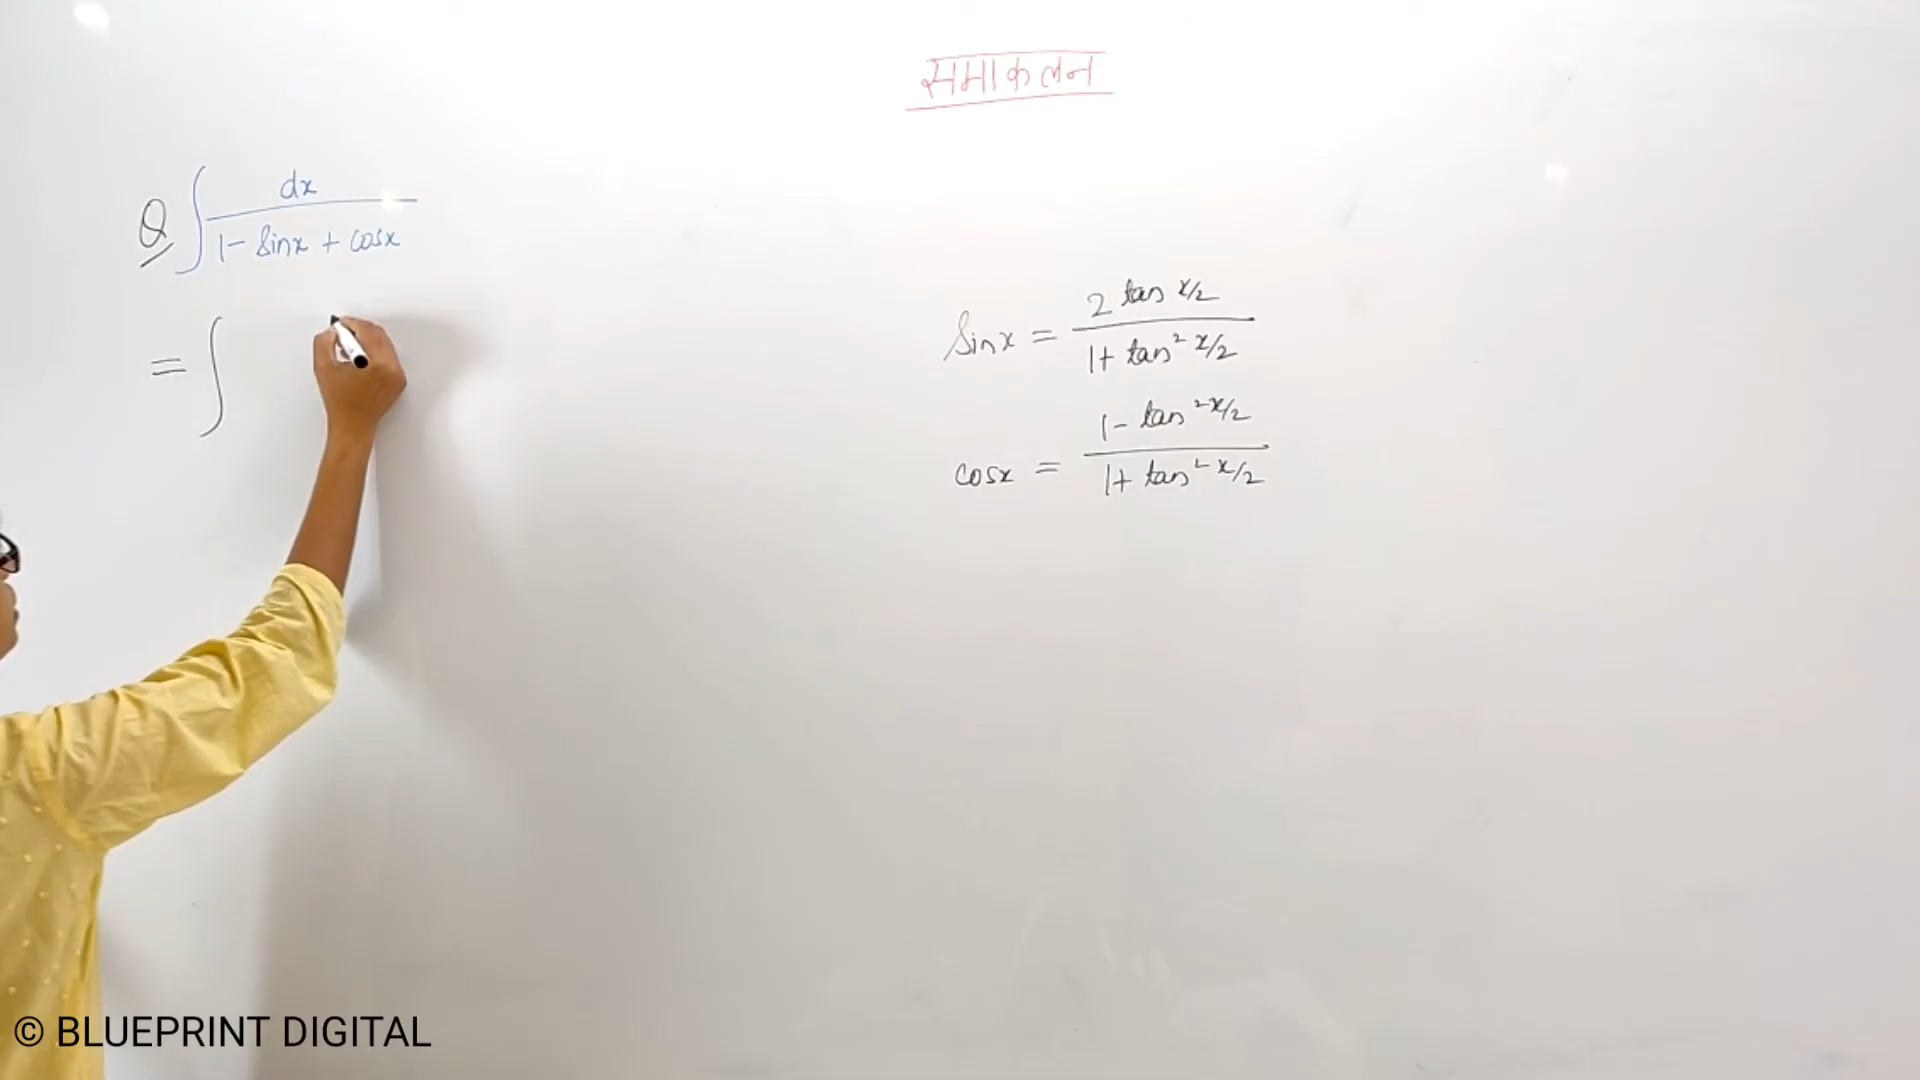 समाकलन
Q ∫ dx / (1 - Sinx + cosx)
= ∫
Sinx = 2 tan x/2 / (1 + tan² x/2)
cosx = 1 - tan² x/2 / (1 + tan² x/2)
© BLUEPRINT DIGITAL